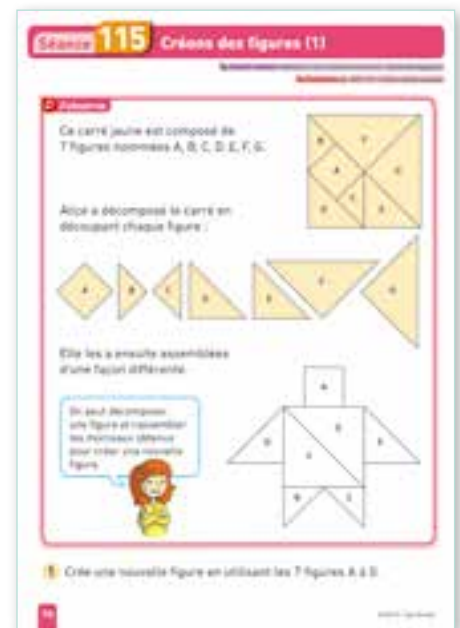 Séance 115 Créons des figures (1)
Ce carré jaune est composé de
7 figures nommées A, B, C, D, E, F, G.
B F
A G
C
D E
Alice a décomposé le carré en
découpant chaque figure :
A B C D E F G
Elle les a ensuite assemblées
d'une façon différente.
A
D G E
F
B C
On peut décomposer
une figure et rassembler
les morceaux obtenus
pour créer une nouvelle
figure.
1 Crée une nouvelle figure en utilisant les 7 figures A à G.